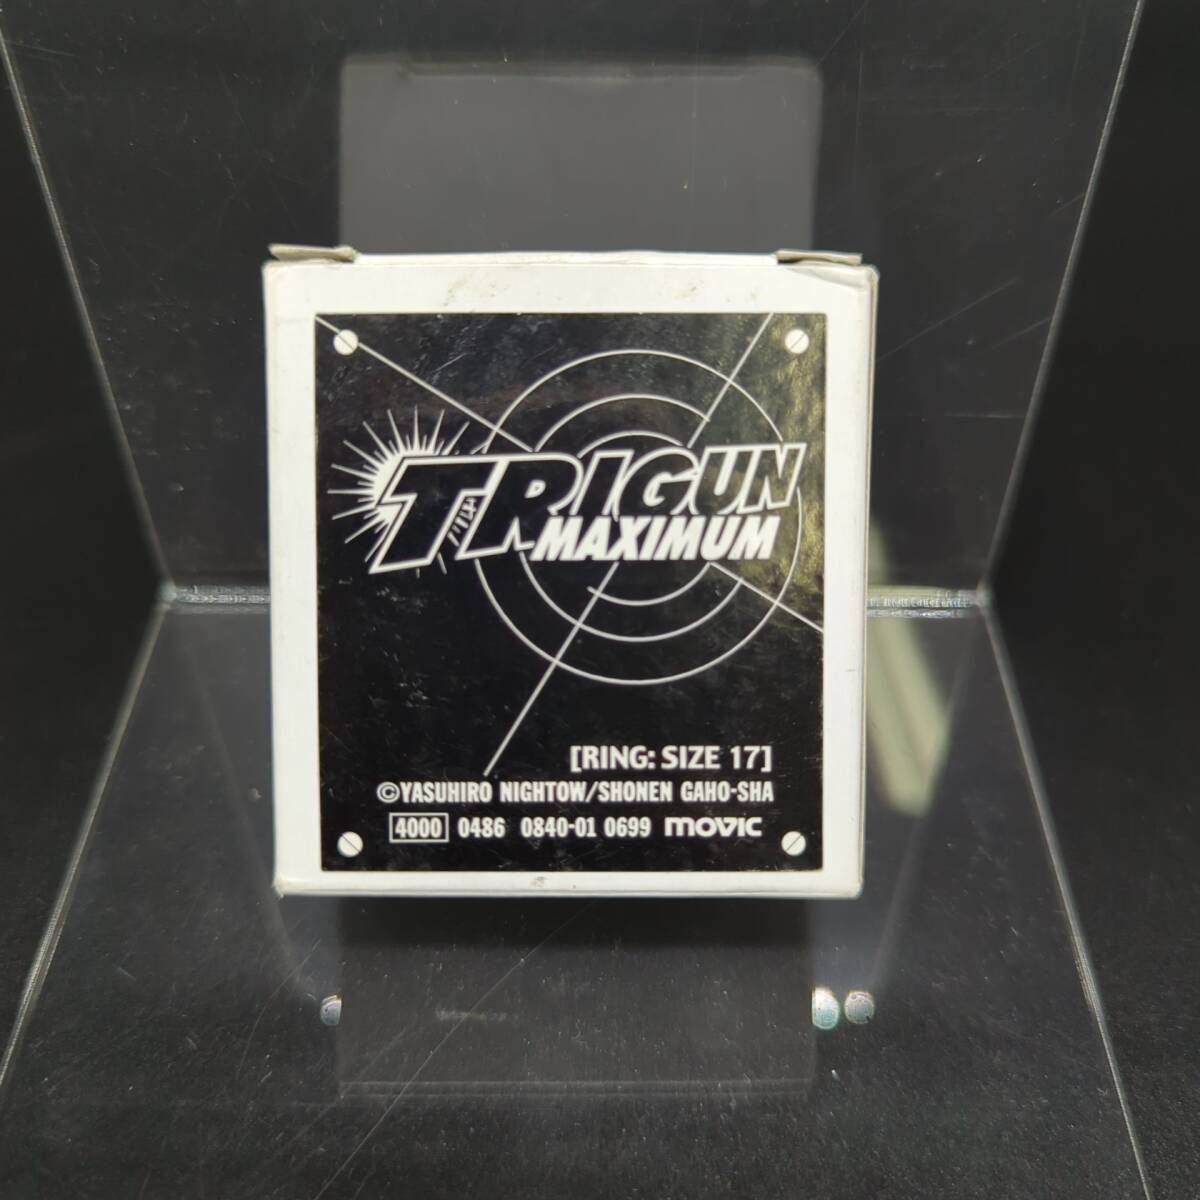 TRIGUN
MAXIMUM
[RING: SIZE 17]
©YASUHIRO NIGHTOW/SHONEN GAHO-SHA
4000 0486 0840-01 0699 movic